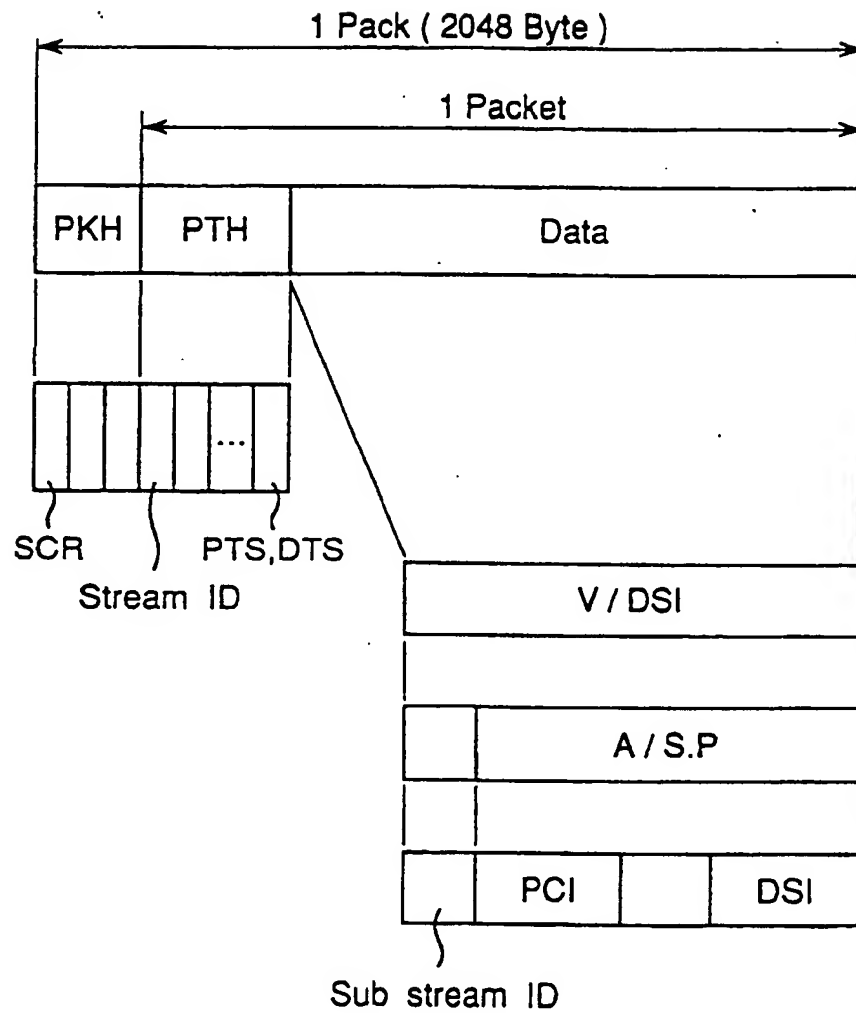 1 Pack ( 2048 Byte )
1 Packet
PKH PTH Data
...
SCR PTS,DTS
Stream ID
V / DSI
A / S.P
PCI DSI
Sub stream ID